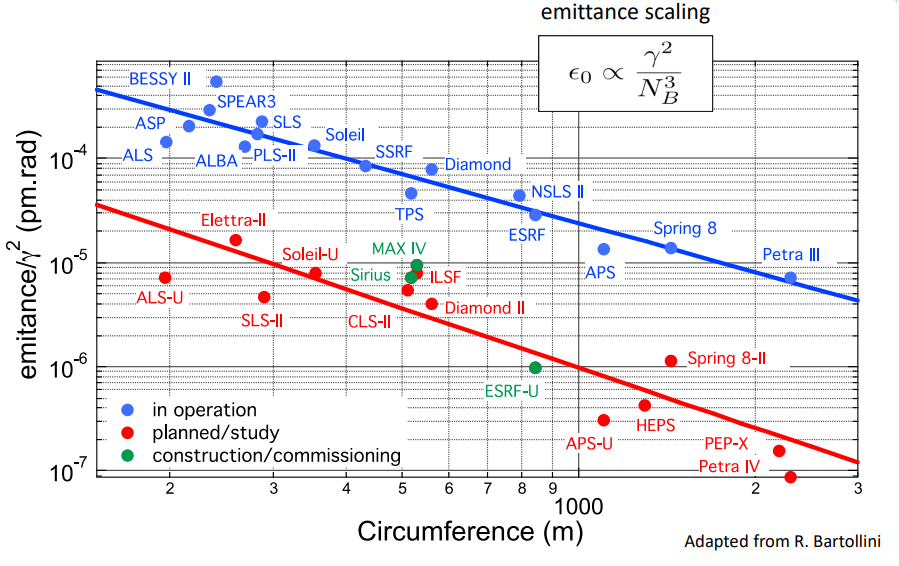 emittance scaling
ϵ₀ ∝ γ² / N_B³
emitance/γ² (pm.rad)
10⁻⁴
10⁻⁵
10⁻⁶
10⁻⁷
BESSY II
SPEAR3
ASP
SLS
ALS
ALBA
PLS-II
Soleil
SSRF
Diamond
TPS
NSLS II
ESRF
Spring 8
APS
Petra III
Elettra-II
MAX IV
Soleil-U
Sirius
ILSF
ALS-U
SLS-II
CLS-II
Diamond II
Spring 8-II
ESRF-U
HEPS
APS-U
PEP-X
Petra IV
in operation
planned/study
construction/commissioning
2 3 4 5 6 7 8 9 1000 2 3
Circumference (m)
Adapted from R. Bartollini